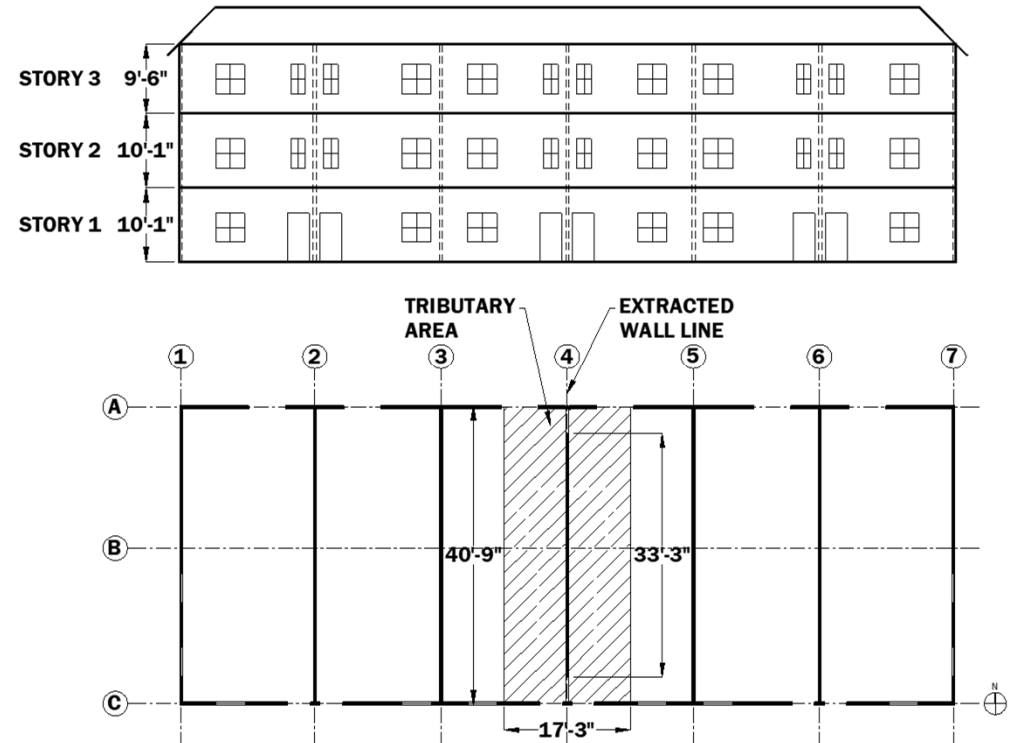 STORY 3 9'-6"
STORY 2 10'-1"
STORY 1 10'-1"
TRIBUTARY
AREA
EXTRACTED
WALL LINE
1 2 3 4 5 6 7
A
B
C
40'-9"
33'-3"
17'-3"
N